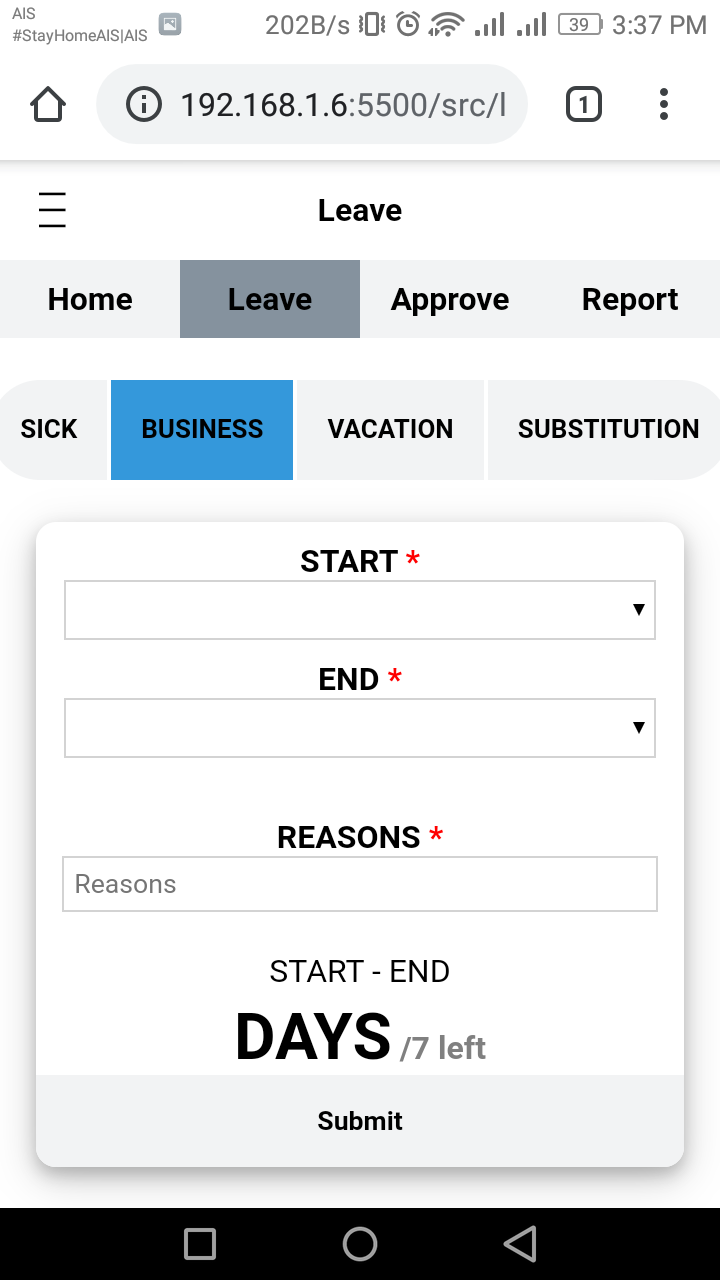 AIS
#StayHomeAIS|AIS
202B/s 39 3:37 PM
192.168.1.6:5500/src/l 1
Leave
Home Leave Approve Report
SICK BUSINESS VACATION SUBSTITUTION
START *
END *
REASONS *
Reasons
START - END
DAYS /7 left
Submit